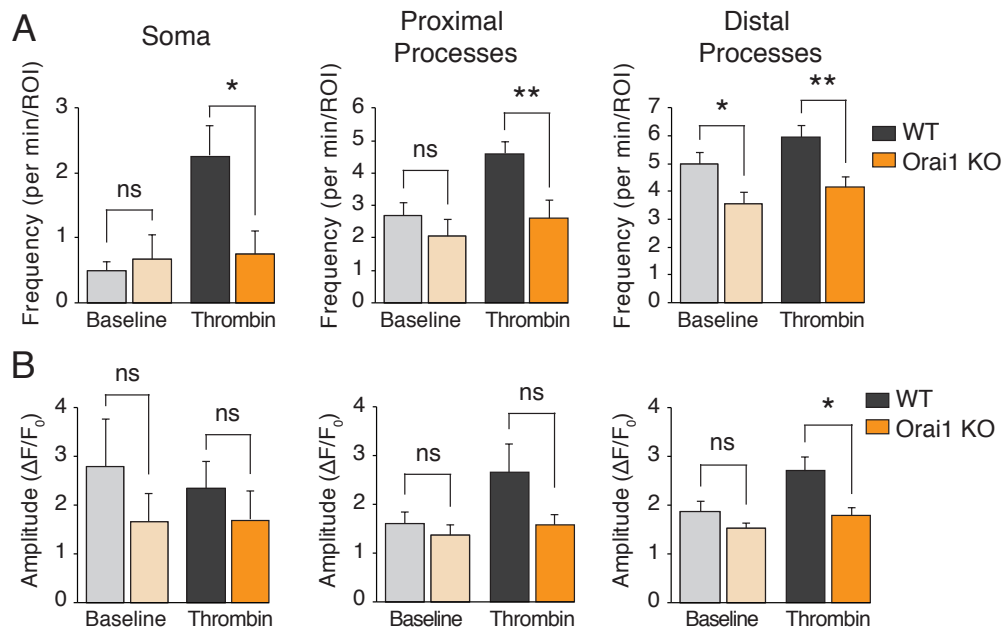 A
Soma
Proximal
Processes
Distal
Processes
Frequency (per min/ROI)
3
2
1
0
ns
*
Baseline
Thrombin
Frequency (per min/ROI)
6
5
4
3
2
1
0
ns
**
Baseline
Thrombin
Frequency (per min/ROI)
7
6
5
4
3
2
1
0
*
**
Baseline
Thrombin
WT
Orai1 KO
B
Amplitude (ΔF/F₀)
4
3
2
1
0
ns
ns
Baseline
Thrombin
Amplitude (ΔF/F₀)
4
3
2
1
0
ns
ns
Baseline
Thrombin
Amplitude (ΔF/F₀)
4
3
2
1
0
ns
*
Baseline
Thrombin
WT
Orai1 KO